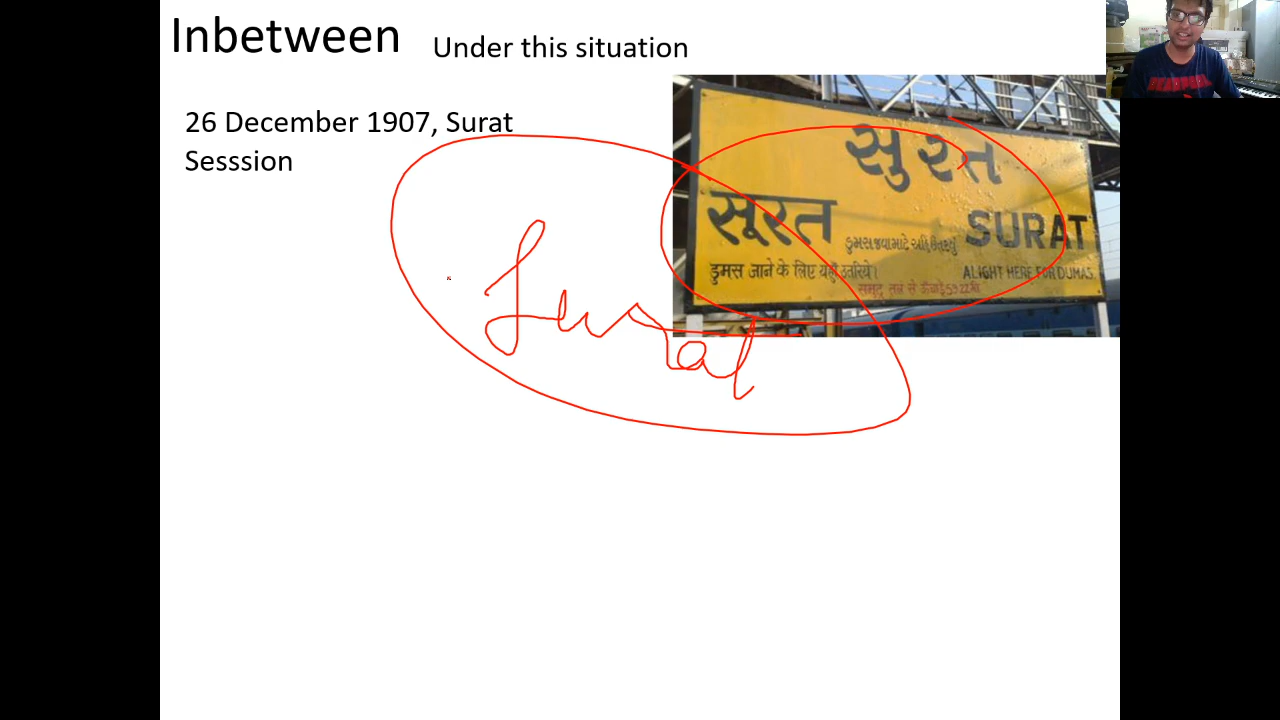 Inbetween
Under this situation
26 December 1907, Surat
Sesssion
સુરત
सूरत
SURAT
डुमस जाने के लिए यहाँ उतरिये।
ALIGHT HERE FOR DUMAS.
Surat